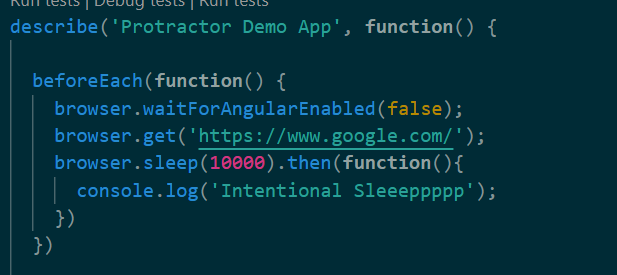 Run tests | Debug tests | Run tests
describe('Protractor Demo App', function() {
beforeEach(function() {
browser.waitForAngularEnabled(false);
browser.get('https://www.google.com/');
browser.sleep(10000).then(function(){
console.log('Intentional Sleeeppppp');
})
})